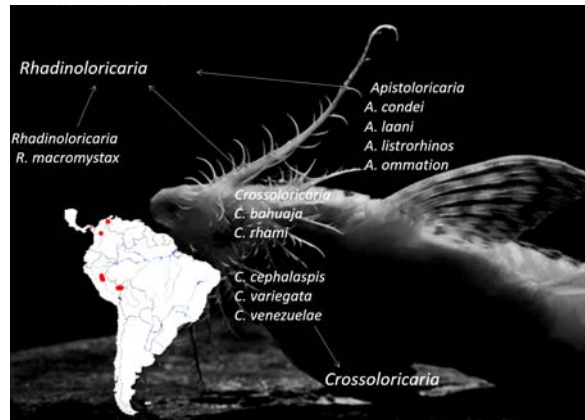 Rhadinoloricaria
Apistoloricaria
A. condei
A. laani
A. listrorhinos
A. ommation
Rhadinoloricaria
R. macromystax
Crossoloricaria
C. bahuaja
C. rhami
C. cephalaspis
C. variegata
C. venezuelae
Crossoloricaria